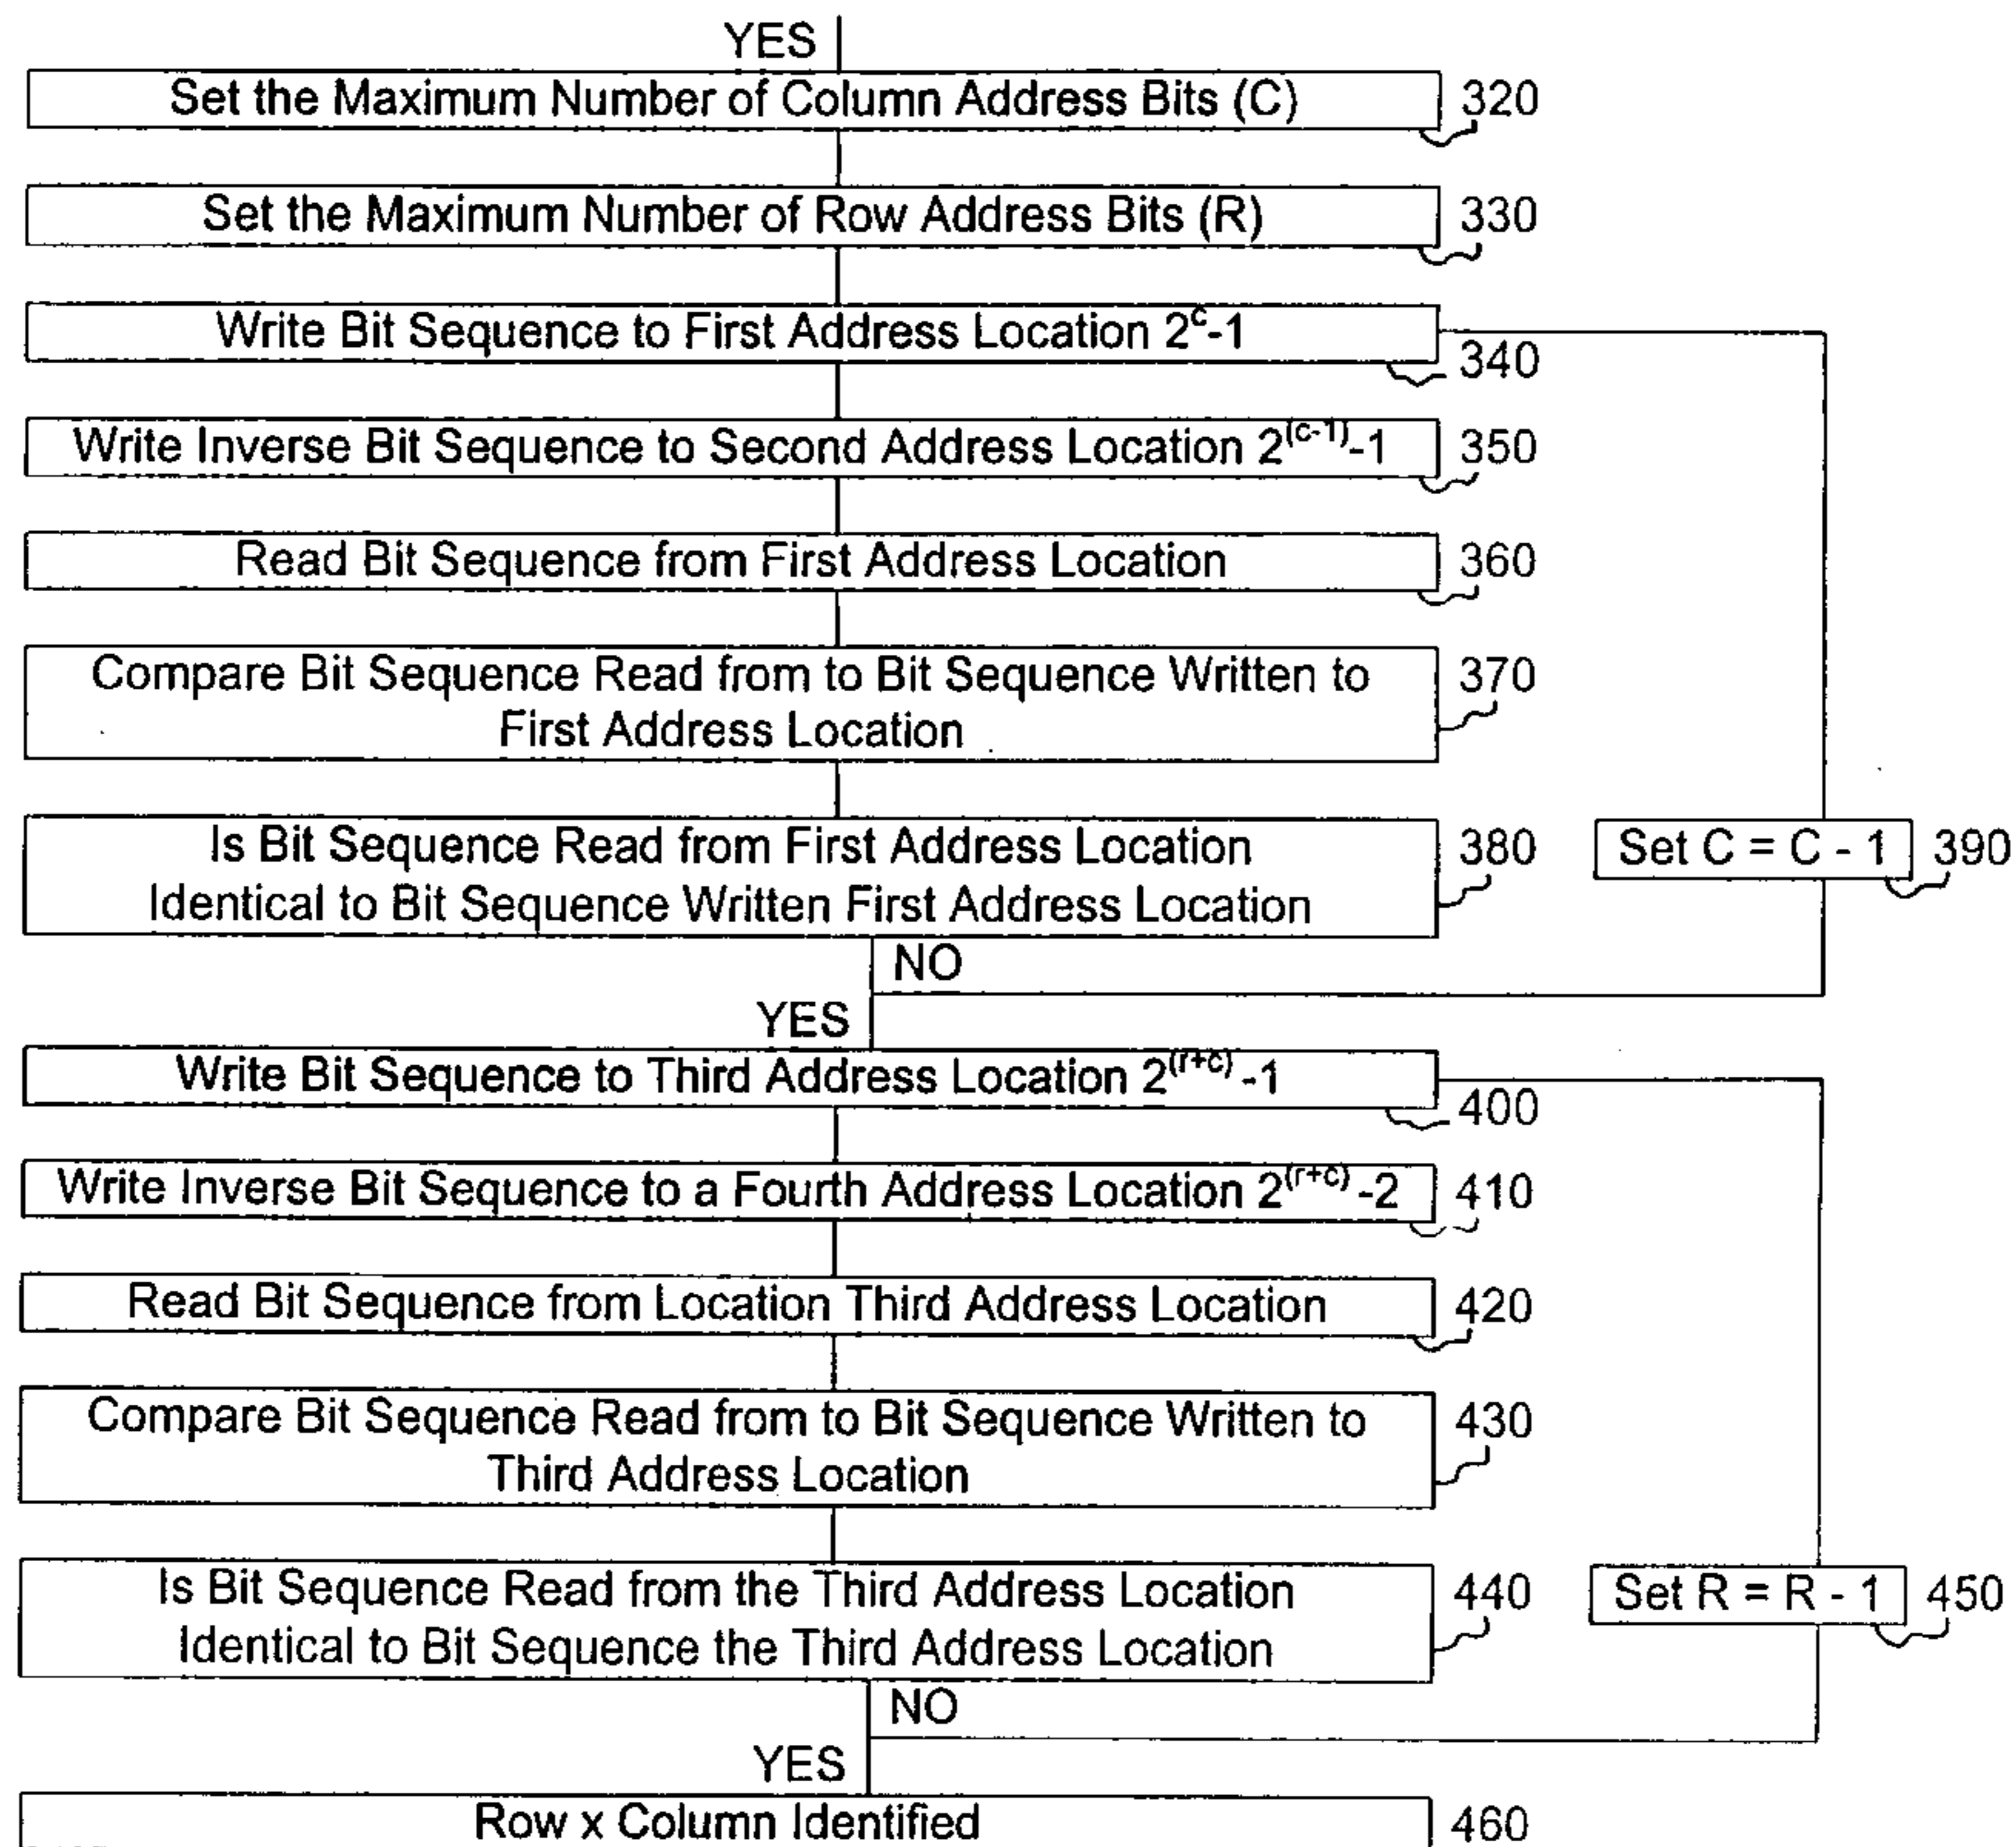 YES
Set the Maximum Number of Column Address Bits (C)
320
Set the Maximum Number of Row Address Bits (R)
330
Write Bit Sequence to First Address Location 2^c-1
340
Write Inverse Bit Sequence to Second Address Location 2^(c-1)-1
350
Read Bit Sequence from First Address Location
360
Compare Bit Sequence Read from to Bit Sequence Written to
First Address Location
370
Is Bit Sequence Read from First Address Location
Identical to Bit Sequence Written First Address Location
380
Set C = C - 1
390
NO
YES
Write Bit Sequence to Third Address Location 2^(r+c)-1
400
Write Inverse Bit Sequence to a Fourth Address Location 2^(r+c)-2
410
Read Bit Sequence from Location Third Address Location
420
Compare Bit Sequence Read from to Bit Sequence Written to
Third Address Location
430
Is Bit Sequence Read from the Third Address Location
Identical to Bit Sequence the Third Address Location
440
Set R = R - 1
450
NO
YES
Row x Column Identified
460